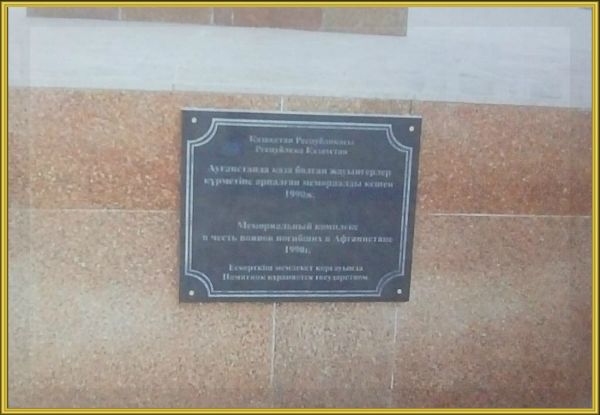 Қазақстан Республикасы
Республика Казахстан
Ауғанстанда қаза болған жауынгерлер
құрметіне арналған мемориалды кешен
1990ж.
Мемориальный комплекс
в честь воинов погибших в Афганистане
1990г.
Ескерткіш мемлекет қорғауында
Памятник охраняется государством